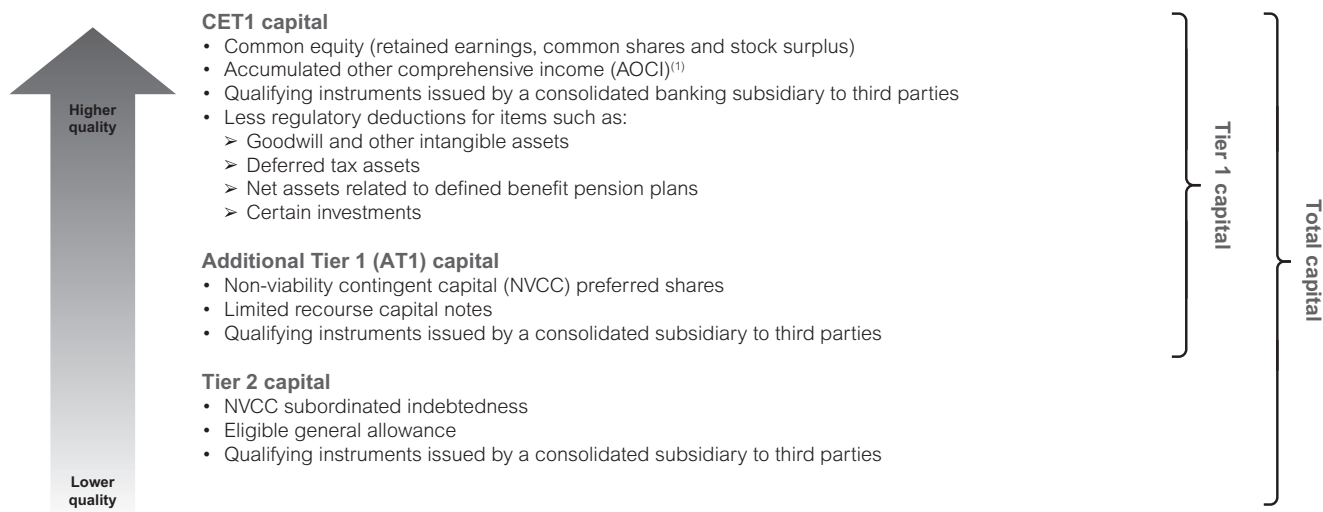 CET1 capital
• Common equity (retained earnings, common shares and stock surplus)
• Accumulated other comprehensive income (AOCI)(1)
• Qualifying instruments issued by a consolidated banking subsidiary to third parties
• Less regulatory deductions for items such as:
➢ Goodwill and other intangible assets
➢ Deferred tax assets
➢ Net assets related to defined benefit pension plans
➢ Certain investments
Additional Tier 1 (AT1) capital
• Non-viability contingent capital (NVCC) preferred shares
• Limited recourse capital notes
• Qualifying instruments issued by a consolidated subsidiary to third parties
Tier 2 capital
• NVCC subordinated indebtedness
• Eligible general allowance
• Qualifying instruments issued by a consolidated subsidiary to third parties
Higher
quality
Lower
quality
Tier 1 capital
Total capital